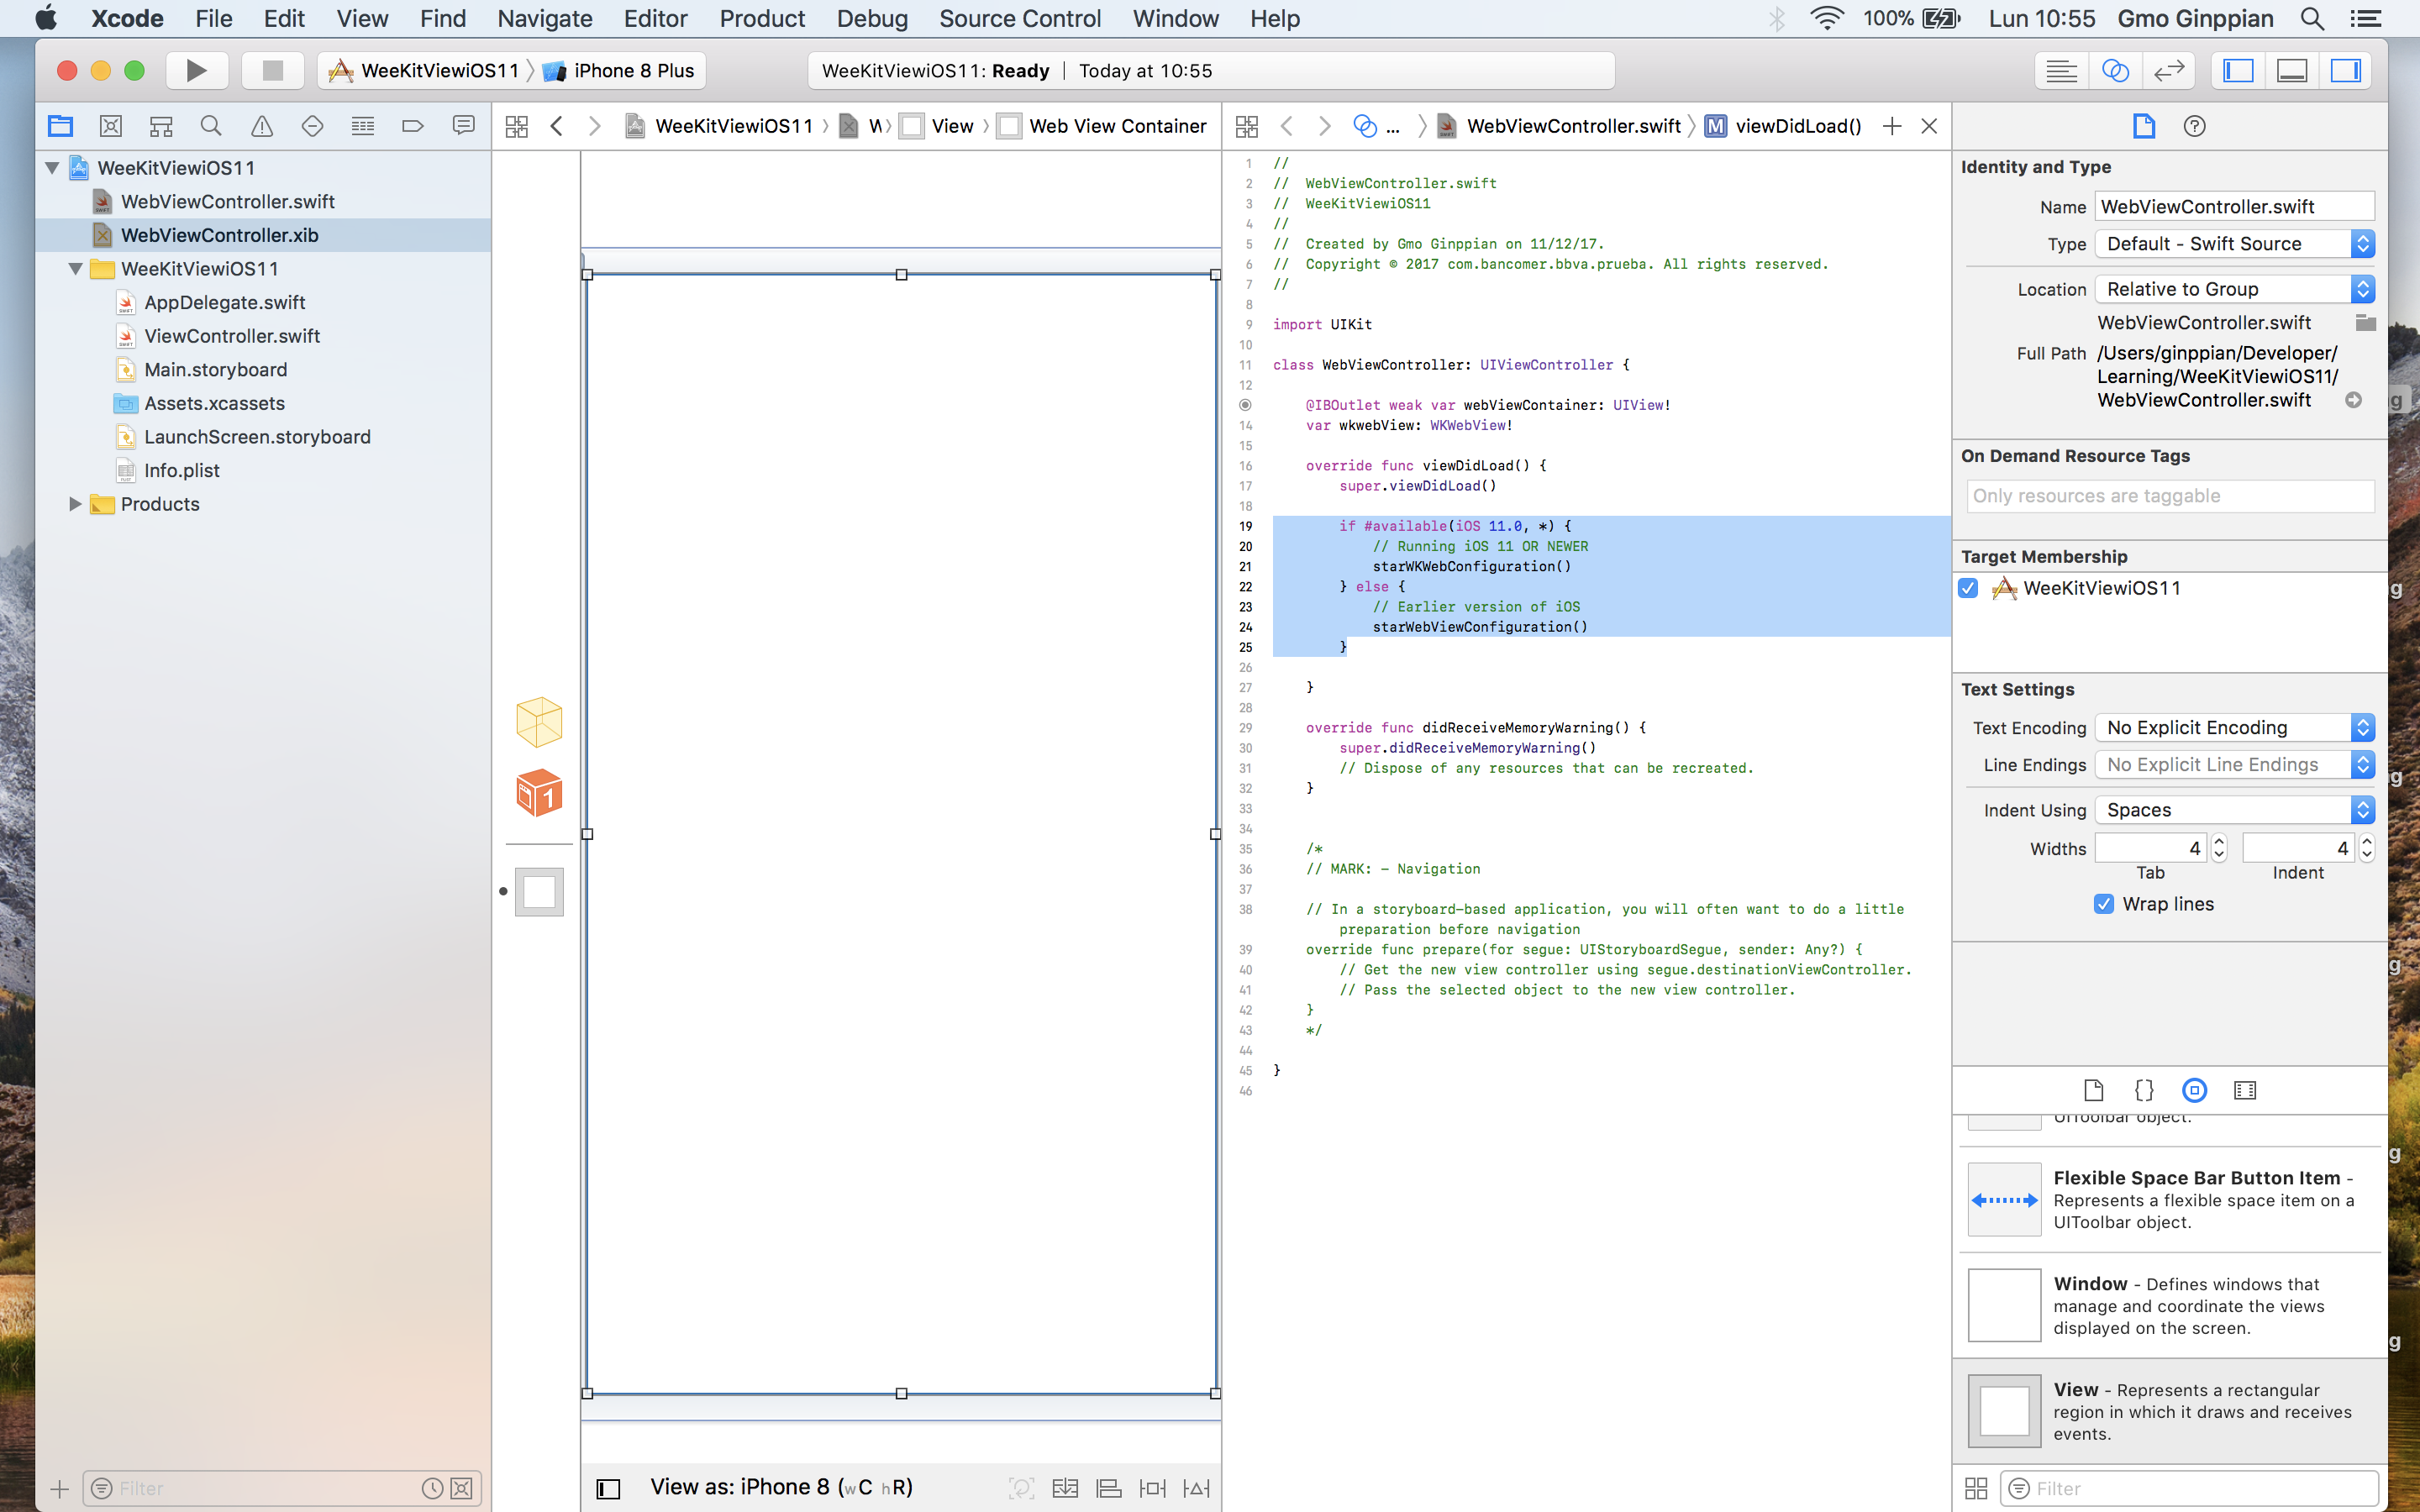 Xcode File Edit View Find Navigate Editor Product Debug Source Control Window Help 100% Lun 10:55 Gmo Ginppian
WeeKitViewiOS11 iPhone 8 Plus WeeKitViewiOS11: Ready Today at 10:55
WeeKitViewiOS11
WebViewController.swift
WebViewController.xib
WeeKitViewiOS11
AppDelegate.swift
ViewController.swift
Main.storyboard
Assets.xcassets
LaunchScreen.storyboard
Info.plist
Products
Filter
WeeKitViewiOS11 View Web View Container
1
View as: iPhone 8 (wC hR)
... WebViewController.swift M viewDidLoad()
1 //
2 //  WebViewController.swift
3 //  WeeKitViewiOS11
4 //
5 //  Created by Gmo Ginppian on 11/12/17.
6 //  Copyright © 2017 com.bancomer.bbva.prueba. All rights reserved.
7 //
8
9 import UIKit
10
11 class WebViewController: UIViewController {
12
@IBOutlet weak var webViewContainer: UIView!
14 var wkwebView: WKWebView!
15
16 override func viewDidLoad() {
17 super.viewDidLoad()
18
19 if #available(iOS 11.0, *) {
20 // Running iOS 11 OR NEWER
21 starWKWebConfiguration()
22 } else {
23 // Earlier version of iOS
24 starWebViewConfiguration()
25 }
26
27 }
28
29 override func didReceiveMemoryWarning() {
30 super.didReceiveMemoryWarning()
31 // Dispose of any resources that can be recreated.
32 }
33
34
35 /*
36 // MARK: - Navigation
37
38 // In a storyboard-based application, you will often want to do a little
preparation before navigation
39 override func prepare(for segue: UIStoryboardSegue, sender: Any?) {
40 // Get the new view controller using segue.destinationViewController.
41 // Pass the selected object to the new view controller.
42 }
43 */
44
45 }
46
Identity and Type
Name WebViewController.swift
Type Default - Swift Source
Location Relative to Group
WebViewController.swift
Full Path /Users/ginppian/Developer/
Learning/WeeKitViewiOS11/
WebViewController.swift
On Demand Resource Tags
Only resources are taggable
Target Membership
WeeKitViewiOS11
Text Settings
Text Encoding No Explicit Encoding
Line Endings No Explicit Line Endings
Indent Using Spaces
Widths 4 4
Tab Indent
Wrap lines
UIToolbar object.
Flexible Space Bar Button Item -
Represents a flexible space item on a
UIToolbar object.
Window - Defines windows that
manage and coordinate the views
displayed on the screen.
View - Represents a rectangular
region in which it draws and receives
events.
Filter
g
g
g
g
g
g